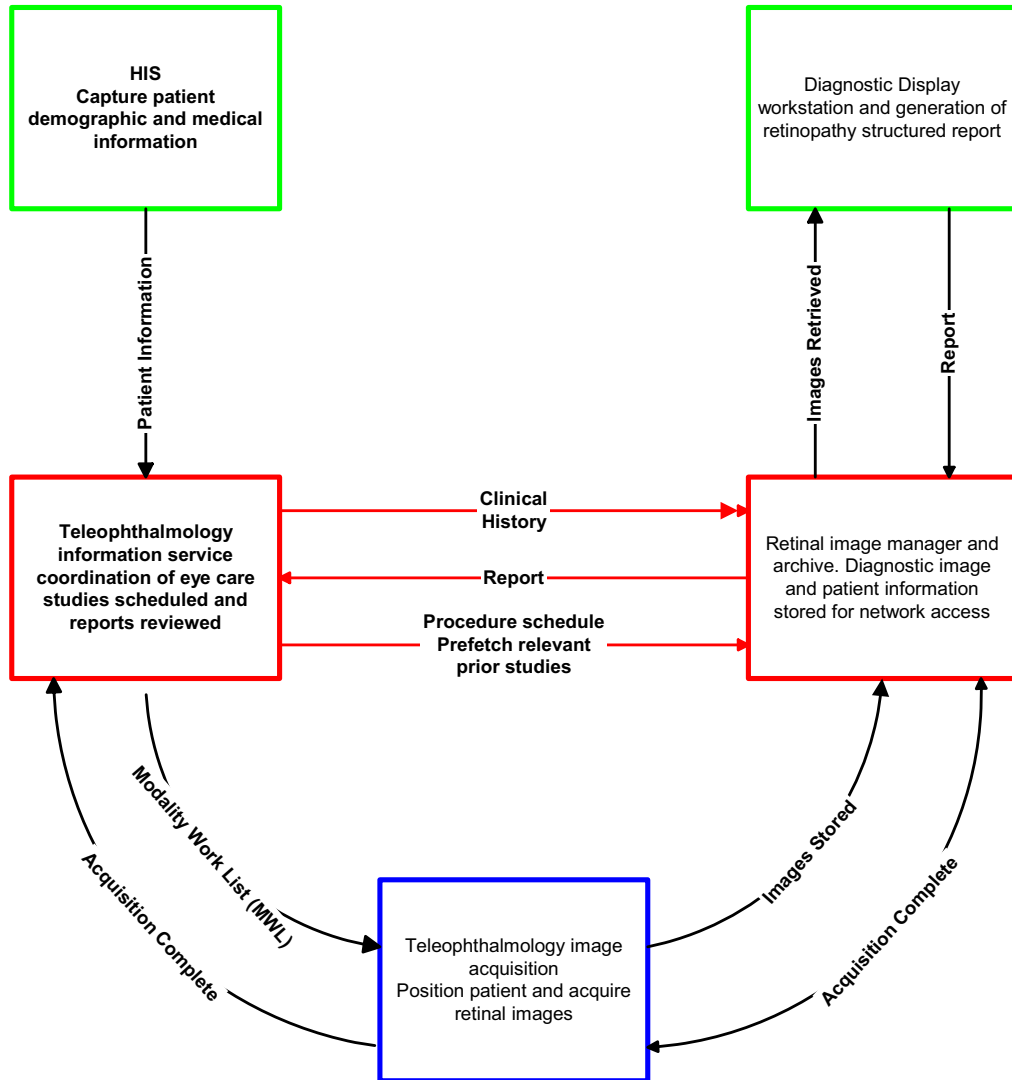 HIS
Capture patient
demographic and medical
information
Diagnostic Display
workstation and generation of
retinopathy structured report
Patient Information
Images Retrieved
Report
Teleophthalmology
information service
coordination of eye care
studies scheduled and
reports reviewed
Clinical
History
Report
Procedure schedule
Prefetch relevant
prior studies
Retinal image manager and
archive. Diagnostic image
and patient information
stored for network access
Modality Work List (MWL)
Acquisition Complete
Images Stored
Acquisition Complete
Teleophthalmology image
acquisition
Position patient and acquire
retinal images